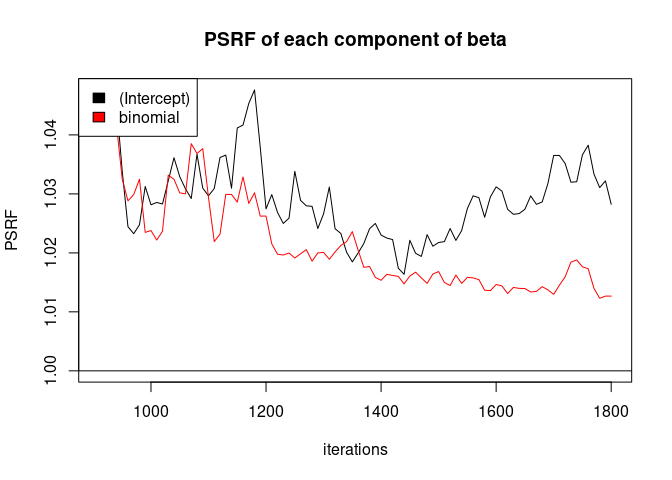 PSRF of each component of beta
(Intercept)
binomial
PSRF
1.04
1.03
1.02
1.01
1.00
1000 1200 1400 1600 1800
iterations